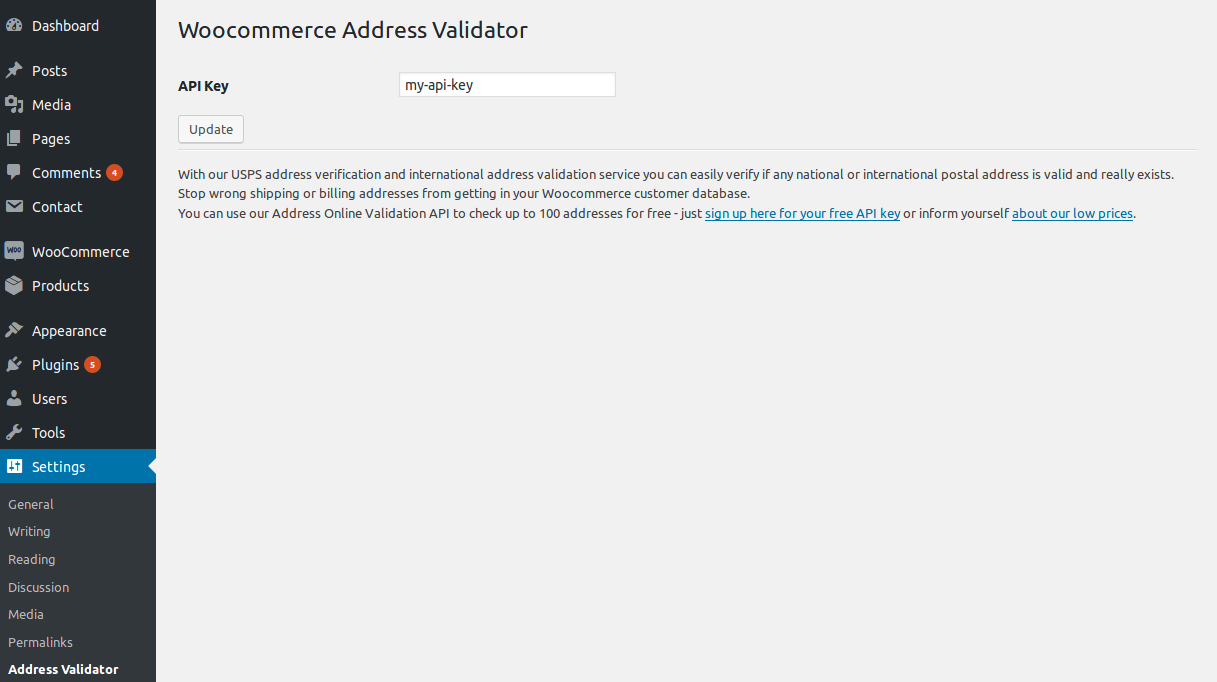 Dashboard
Posts
Media
Pages
Comments 4
Contact
woo WooCommerce
Products
Appearance
Plugins 5
Users
Tools
Settings
General
Writing
Reading
Discussion
Media
Permalinks
Address Validator
Woocommerce Address Validator
API Key my-api-key
Update
With our USPS address verification and international address validation service you can easily verify if any national or international postal address is valid and really exists.
Stop wrong shipping or billing addresses from getting in your Woocommerce customer database.
You can use our Address Online Validation API to check up to 100 addresses for free - just sign up here for your free API key or inform yourself about our low prices.